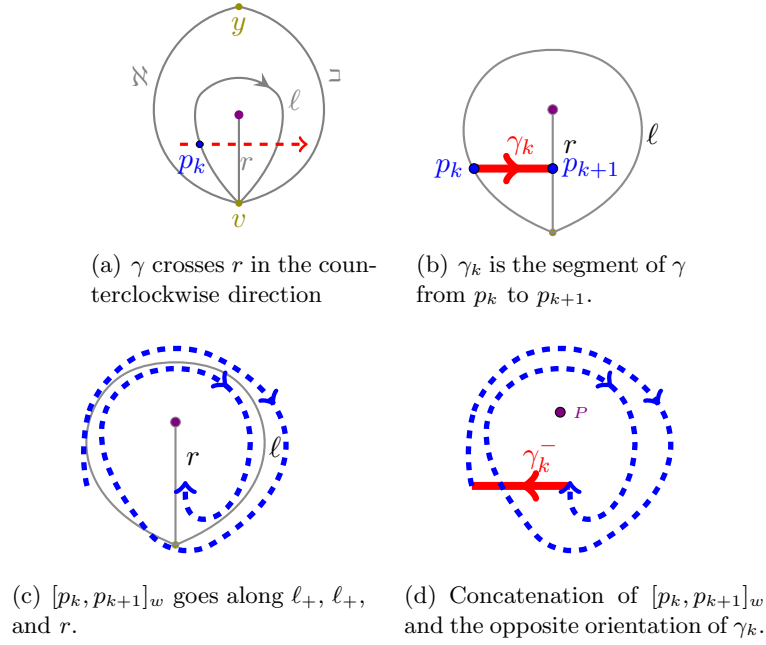 y
א
ℓ
ב
p_k
r
v
(a) γ crosses r in the coun-
terclockwise direction
γ_k
r
ℓ
p_k
p_{k+1}
(b) γ_k is the segment of γ
from p_k to p_{k+1}.
r
ℓ
(c) [p_k, p_{k+1}]_w goes along ℓ_+, ℓ_+,
and r.
P
γ_k^-
(d) Concatenation of [p_k, p_{k+1}]_w
and the opposite orientation of γ_k.